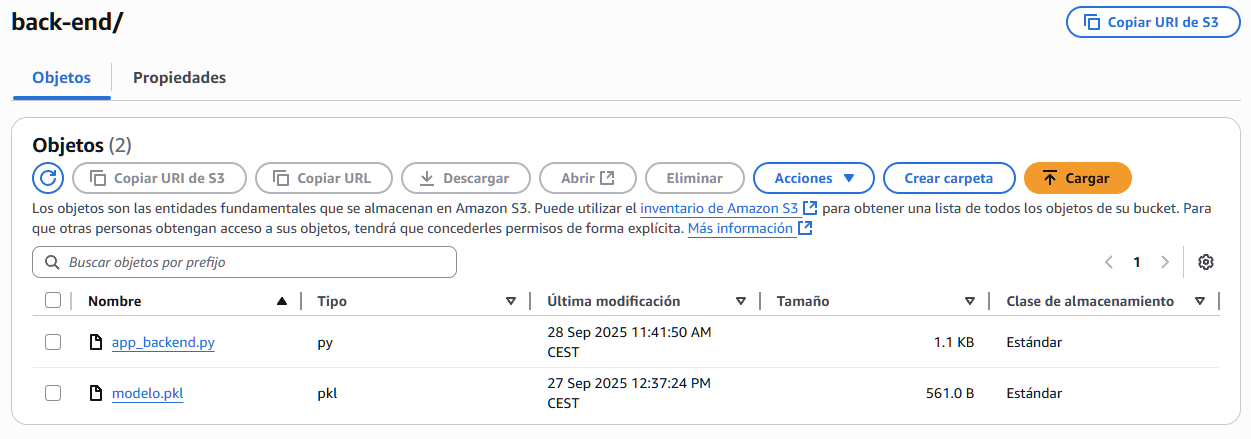 back-end/
Copiar URI de S3
Objetos
Propiedades
Objetos (2)
Copiar URI de S3
Copiar URL
Descargar
Abrir
Eliminar
Acciones
Crear carpeta
Cargar
Los objetos son las entidades fundamentales que se almacenan en Amazon S3. Puede utilizar el inventario de Amazon S3 para obtener una lista de todos los objetos de su bucket. Para
que otras personas obtengan acceso a sus objetos, tendrá que concederles permisos de forma explícita. Más información
Buscar objetos por prefijo
1
Nombre
Tipo
Última modificación
Tamaño
Clase de almacenamiento
app_backend.py
py
28 Sep 2025 11:41:50 AM
CEST
1.1 KB
Estándar
modelo.pkl
pkl
27 Sep 2025 12:37:24 PM
CEST
561.0 B
Estándar